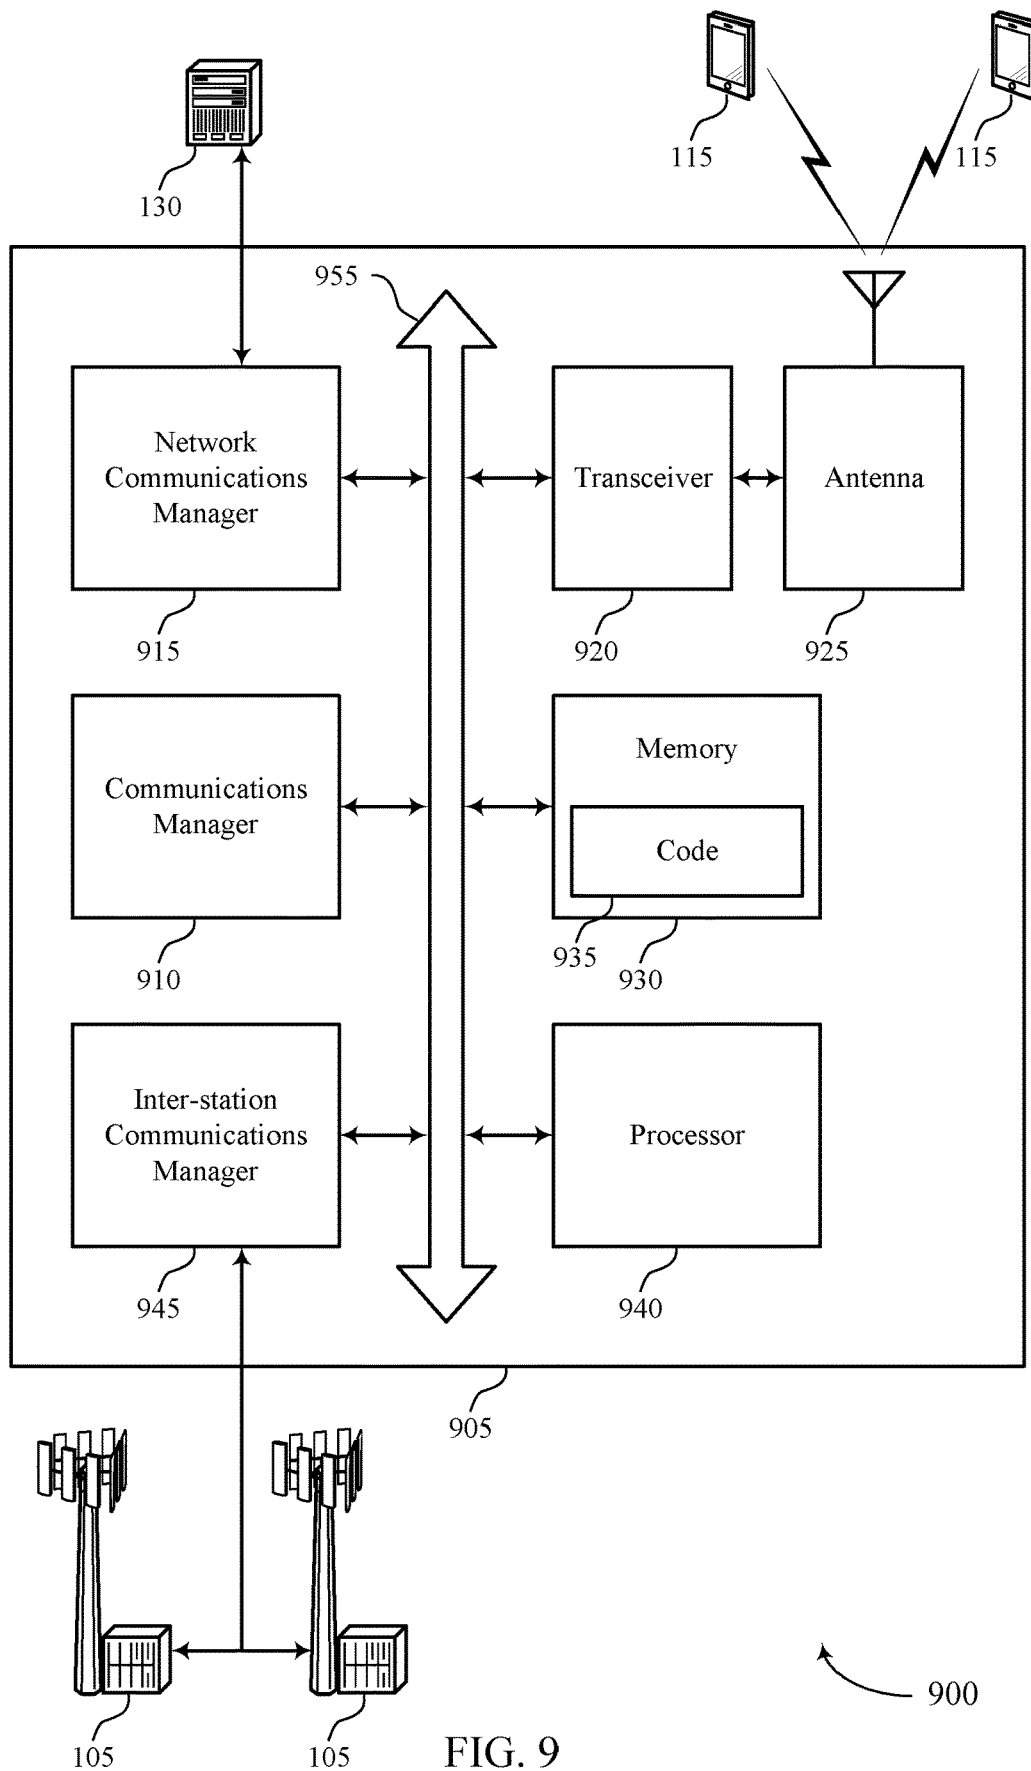 115
115
130
955
Network
Communications
Manager
Transceiver
Antenna
915
920
925
Communications
Manager
Memory
Code
910
935
930
Inter-station
Communications
Manager
Processor
945
940
905
900
105
105
FIG. 9